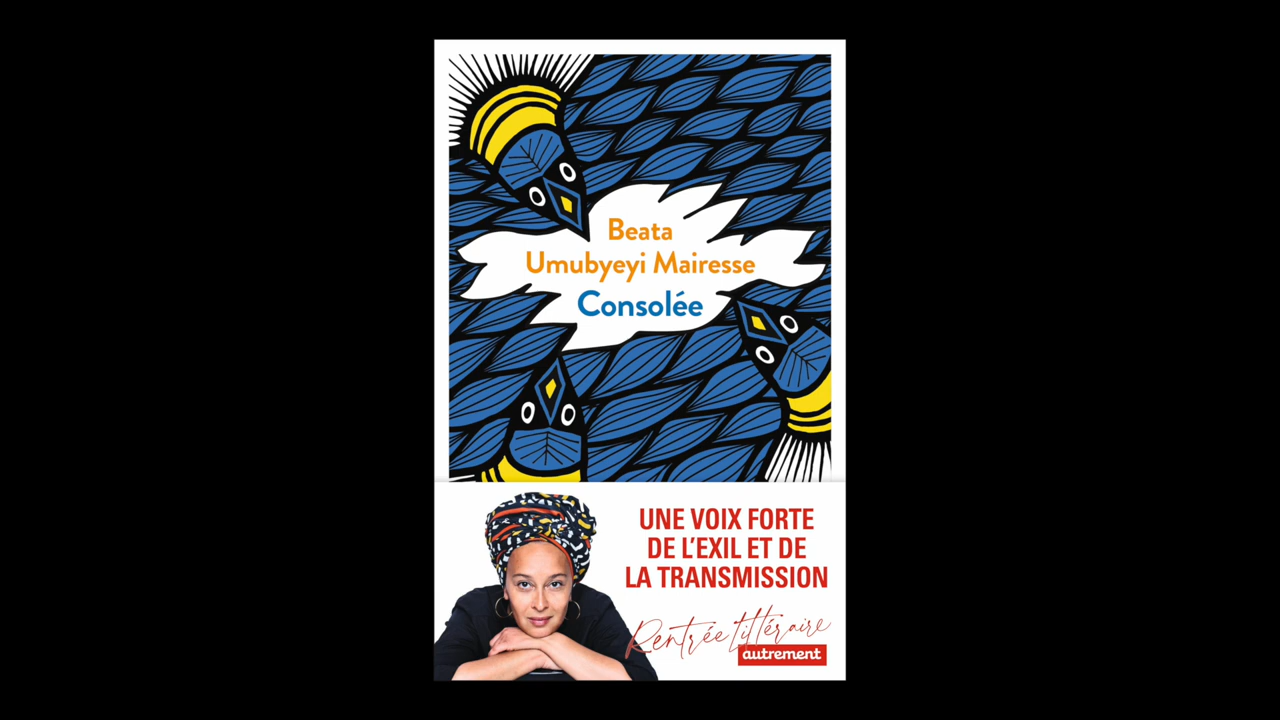 Beata
Umubyeyi Mairesse
Consolée
UNE VOIX FORTE
DE L'EXIL ET DE
LA TRANSMISSION
Rentrée littéraire
autrement